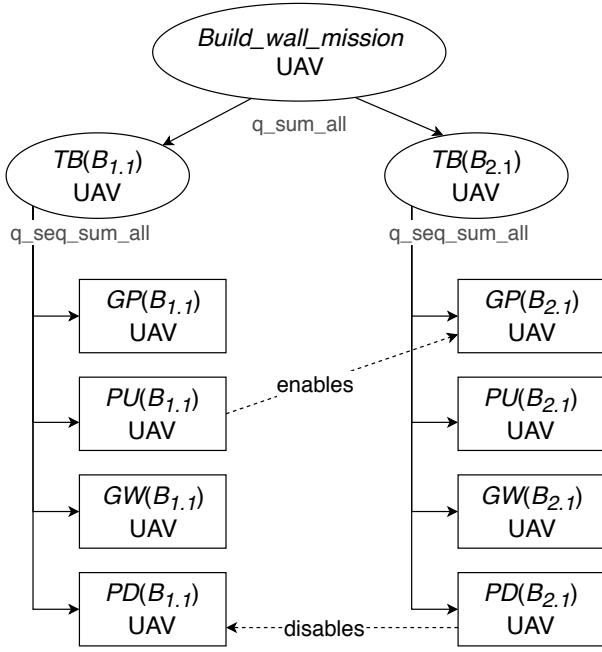 Build_wall_mission
UAV
q_sum_all
TB(B1.1)
UAV
TB(B2.1)
UAV
q_seq_sum_all
q_seq_sum_all
GP(B1.1)
UAV
GP(B2.1)
UAV
enables
PU(B1.1)
UAV
PU(B2.1)
UAV
GW(B1.1)
UAV
GW(B2.1)
UAV
PD(B1.1)
UAV
disables
PD(B2.1)
UAV